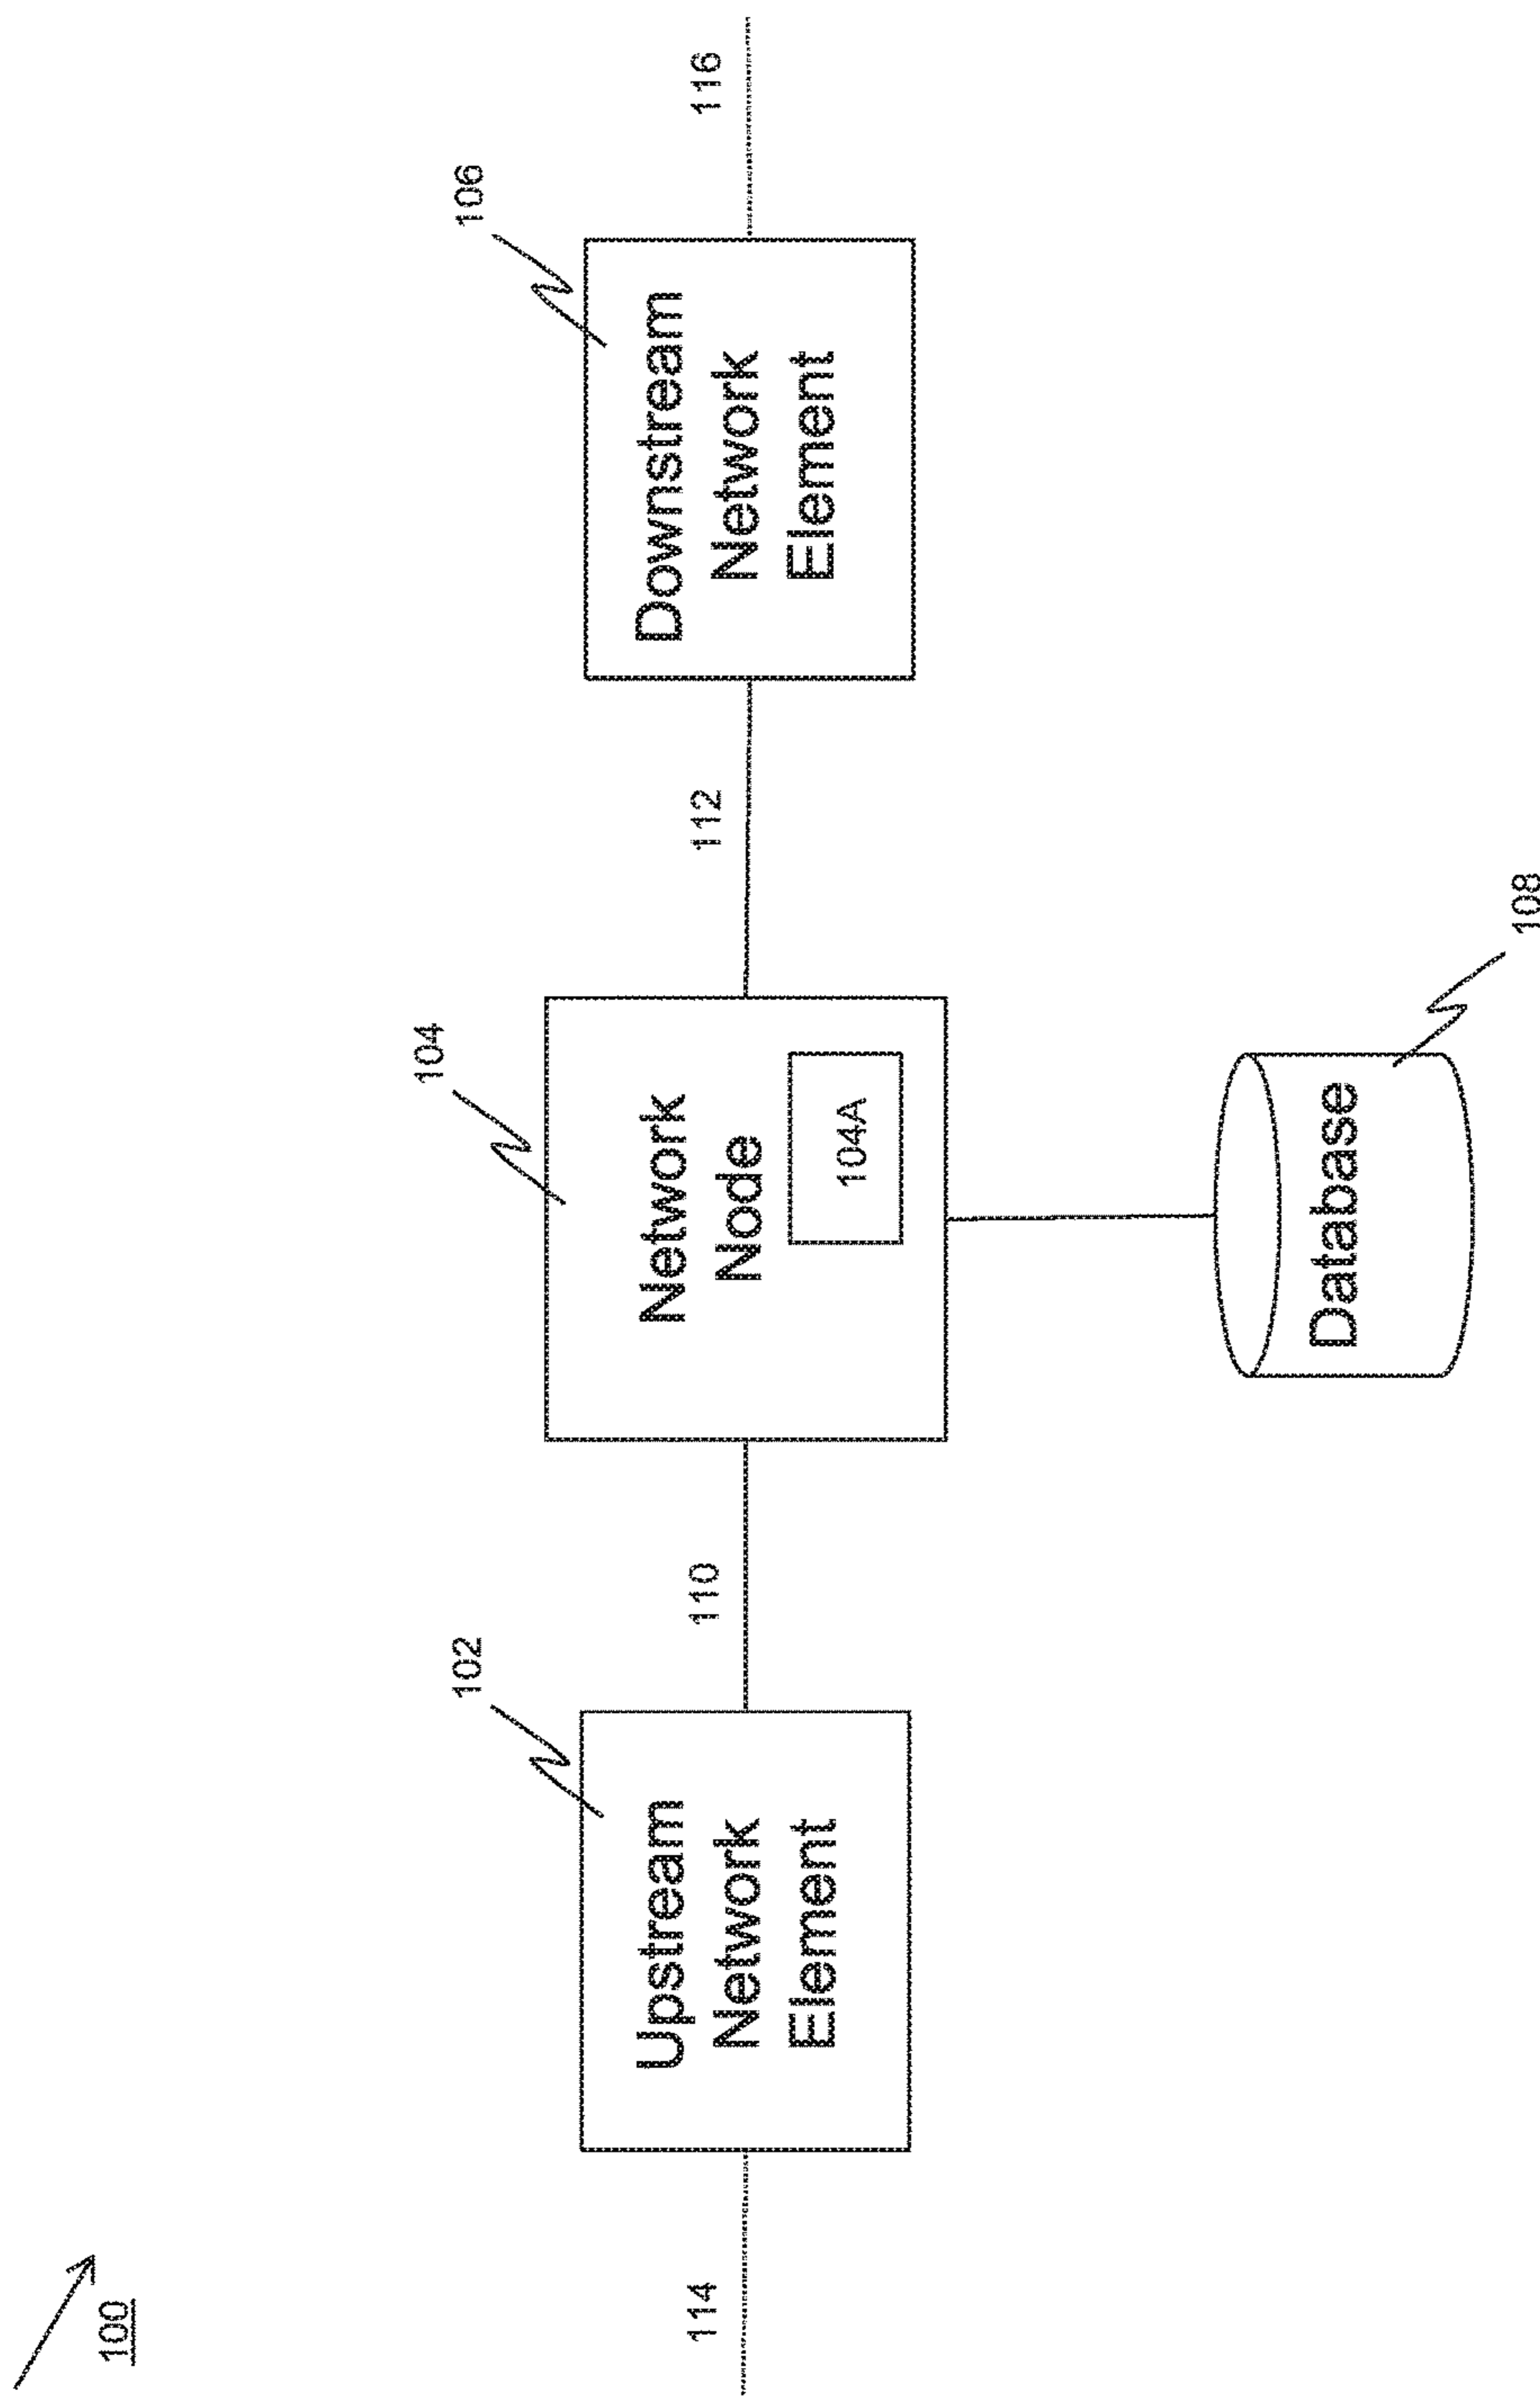 100
114
102
Upstream
Network
Element
110
104
Network
Node
104A
112
106
Downstream
Network
Element
116
Database
108